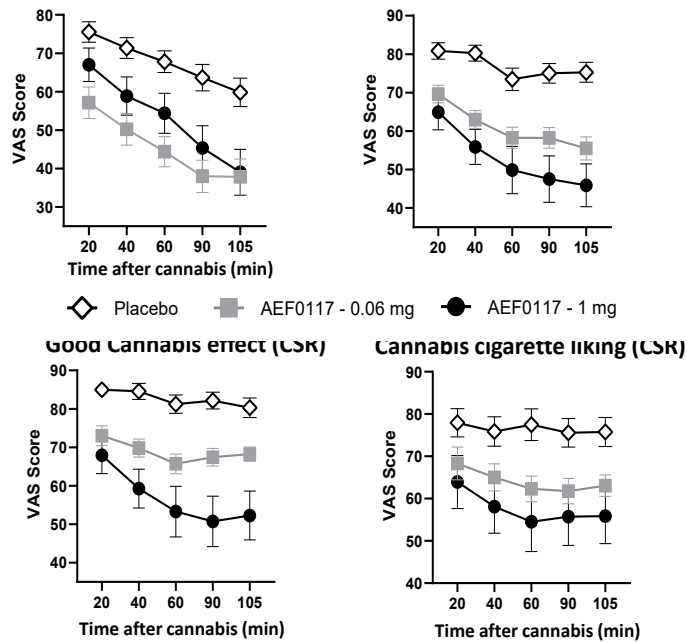 80
70
60
50
40
30
VAS Score
20 40 60 90 105
Time after cannabis (min)
90
80
70
60
50
40
VAS Score
20 40 60 90 105
Placebo AEF0117 - 0.06 mg AEF0117 - 1 mg
Good Cannabis effect (CSR)
90
80
70
60
50
40
VAS Score
20 40 60 90 105
Time after cannabis (min)
Cannabis cigarette liking (CSR)
90
80
70
60
50
40
VAS Score
20 40 60 90 105
Time after cannabis (min)